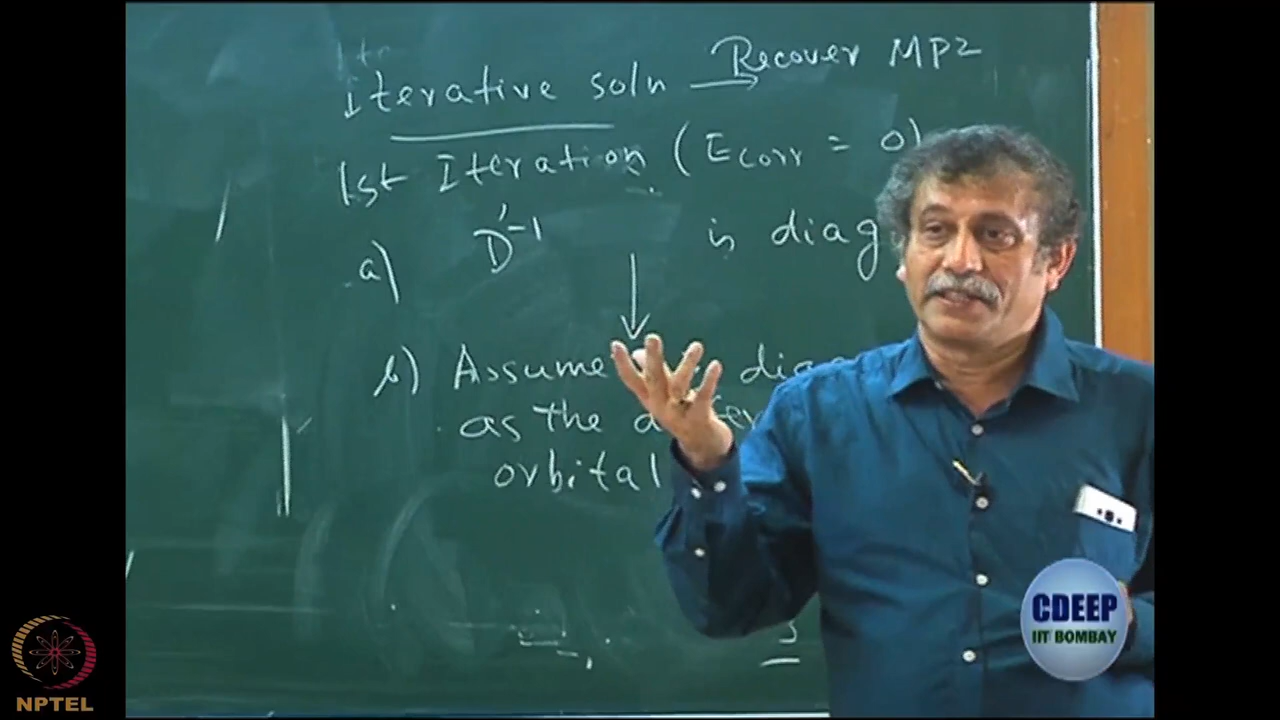 Iterative soln → Recover MP2
1st Iteration (Ecorr = 0)
a) D'⁻¹ is diag
b) Assume diag
as the
orbital
CDEEP
IIT BOMBAY
NPTEL